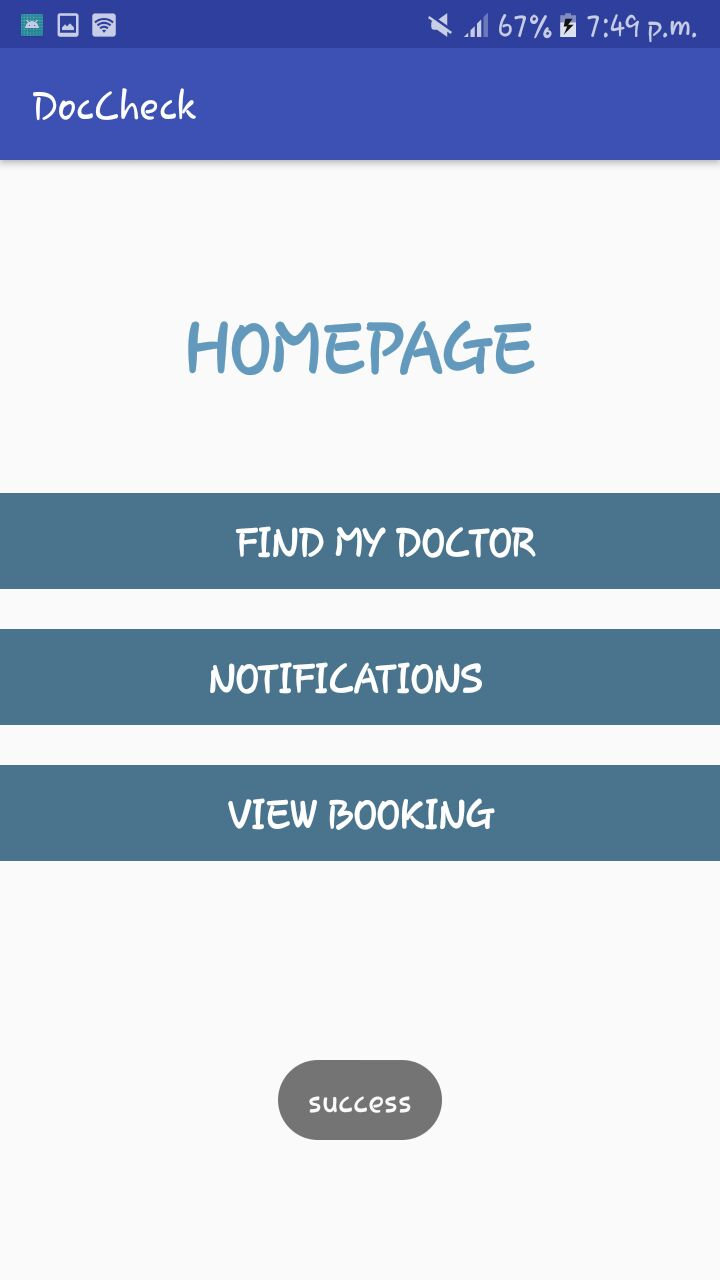 67% 7:49 p.m.
DocCheck
HOMEPAGE
FIND MY DOCTOR
NOTIFICATIONS
VIEW BOOKING
success